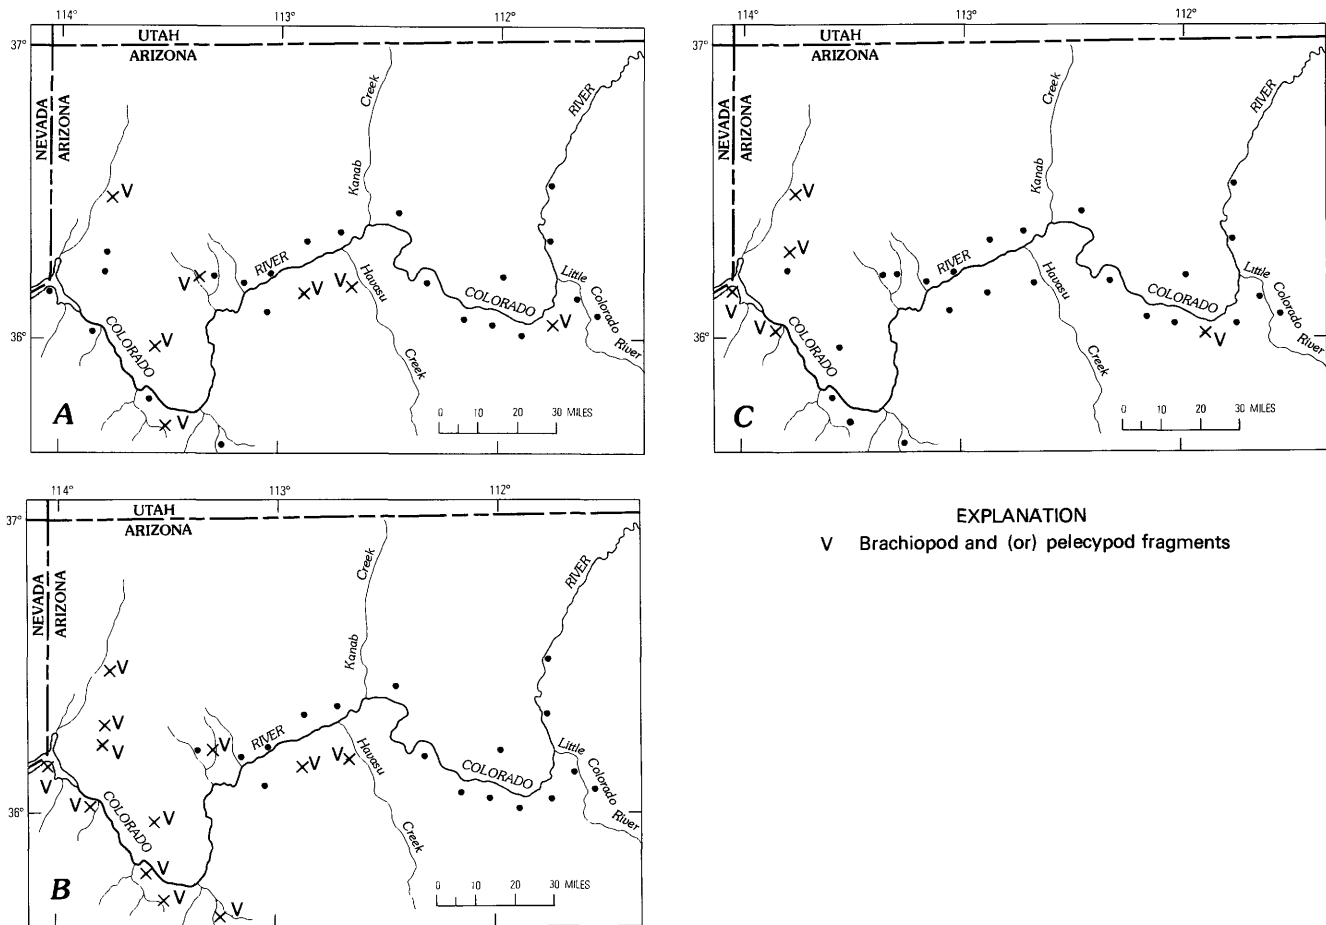 114° 113° 112°
37° UTAH
ARIZONA
NEVADA
ARIZONA
Kanab Creek
RIVER
V
V
RIVER
V
V
Havasu Creek
COLORADO
Little Colorado River
V
36°
COLORADO
V
V
A
0 10 20 30 MILES
114° 113° 112°
37° UTAH
ARIZONA
NEVADA
ARIZONA
Kanab Creek
RIVER
V
V
RIVER
Havasu Creek
COLORADO
Little Colorado River
V
V
V
36°
COLORADO
C
0 10 20 30 MILES
114° 113° 112°
37° UTAH
ARIZONA
NEVADA
ARIZONA
Kanab Creek
RIVER
V
V
V
V
RIVER
V
V
Havasu Creek
COLORADO
Little Colorado River
V
V
36°
COLORADO
V
V
V
V
B
0 10 20 30 MILES
EXPLANATION
V Brachiopod and (or) pelecypod fragments